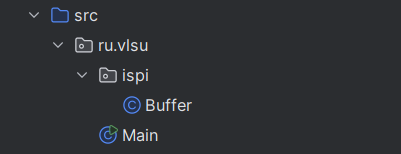 src
ru.vlsu
ispi
Buffer
Main